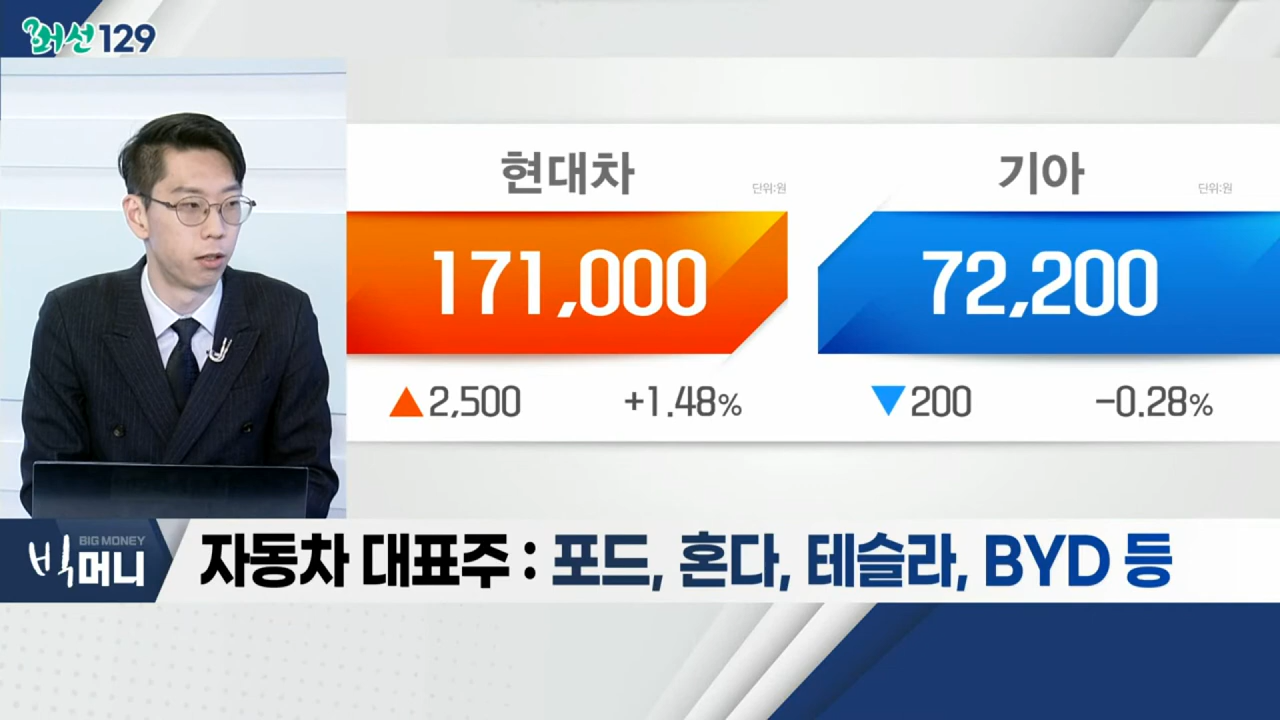 머선129
현대차
단위:원
171,000
▲2,500
+1.48%
기아
단위:원
72,200
▼200
-0.28%
BIG MONEY
빅머니
자동차 대표주 : 포드, 혼다, 테슬라, BYD 등